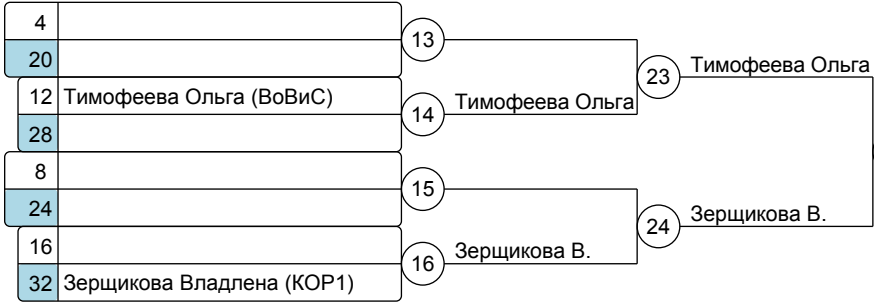 4
13
20
23
Тимофеева Ольга
12 Тимофеева Ольга (ВоВиС)
14
Тимофеева Ольга
28
8
15
24
24
Зерщикова В.
16
16
Зерщикова В.
32 Зерщикова Владлена (КОР1)